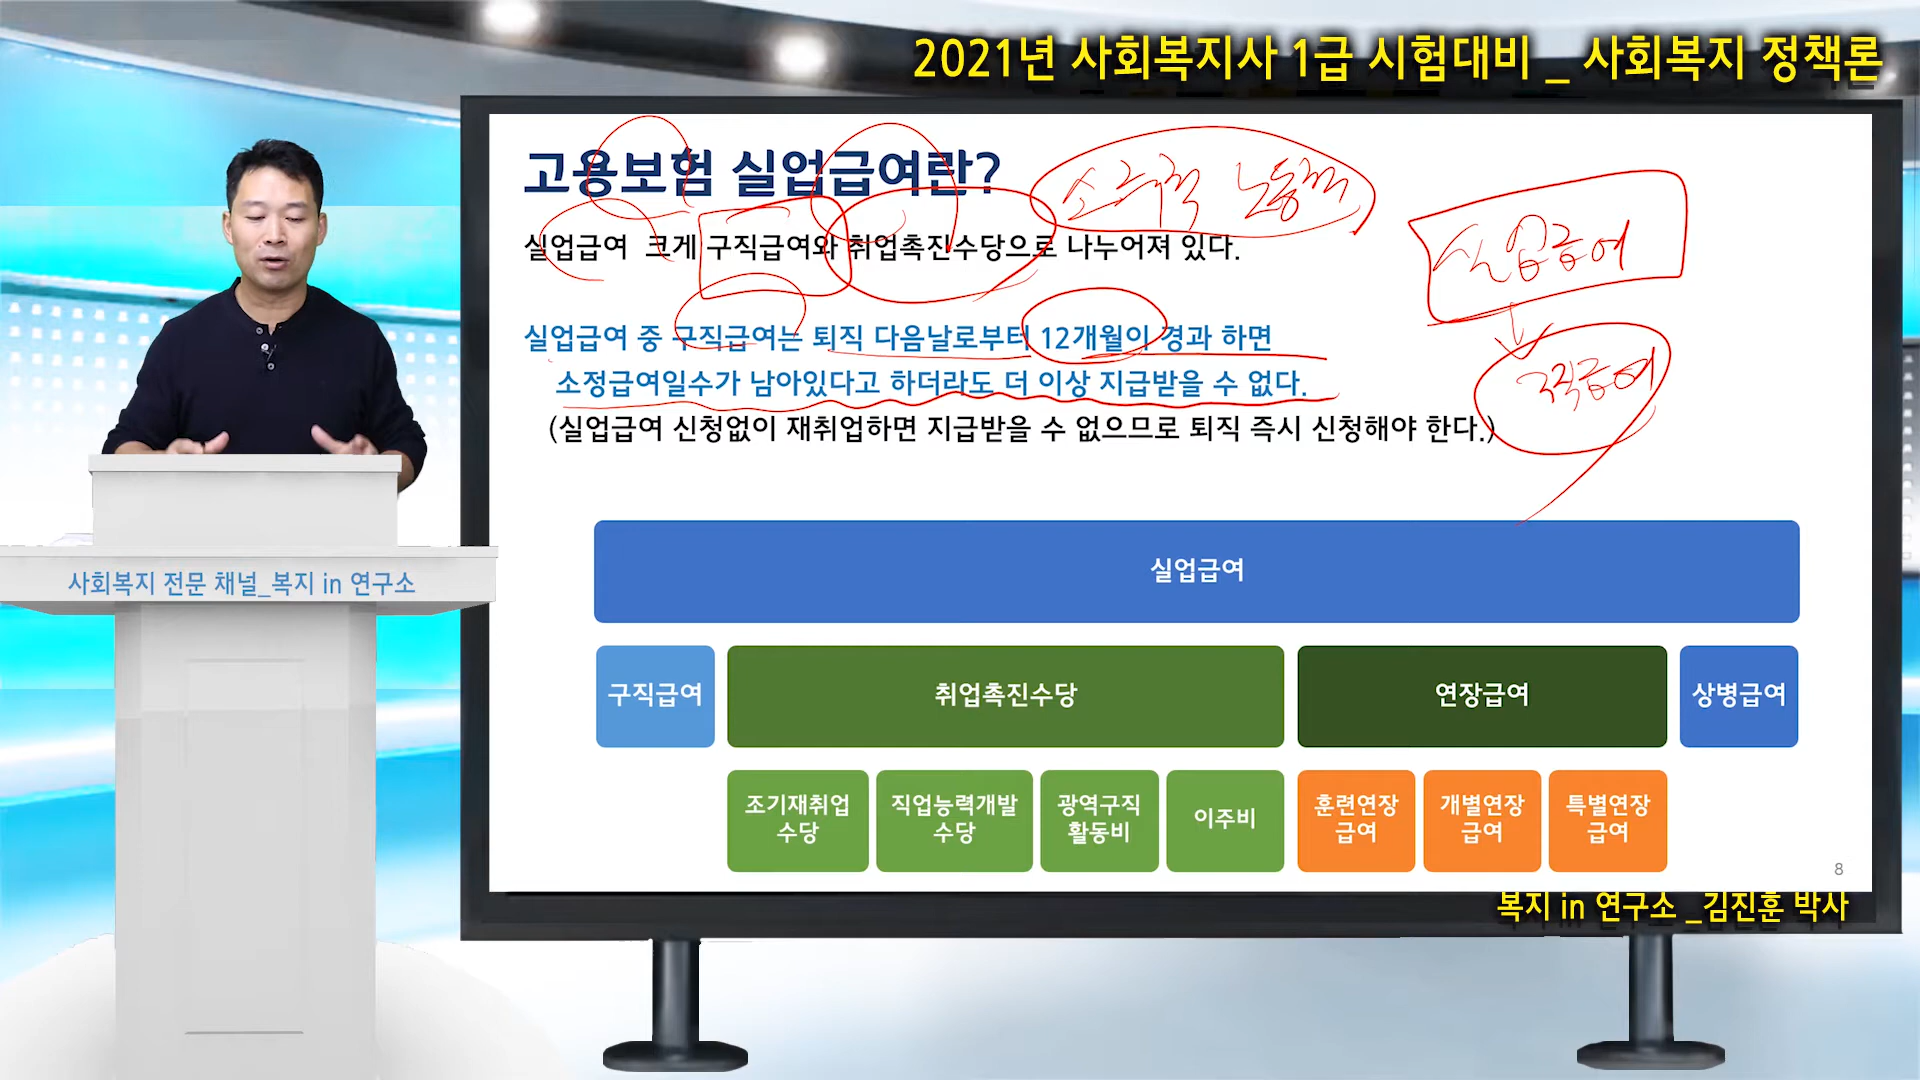 2021년 사회복지사 1급 시험대비 _ 사회복지 정책론
고용보험 실업급여란?
실업급여 크게 구직급여와 취업촉진수당으로 나누어져 있다.
실업급여
구직급여
실업급여 중 구직급여는 퇴직 다음날로부터 12개월이 경과 하면
소정급여일수가 남아있다고 하더라도 더 이상 지급받을 수 없다.
(실업급여 신청없이 재취업하면 지급받을 수 없으므로 퇴직 즉시 신청해야 한다.)
실업급여
구직급여 취업촉진수당 연장급여 상병급여
조기재취업 수당
직업능력개발 수당
광역구직 활동비
이주비
훈련연장 급여
개별연장 급여
특별연장 급여
8
사회복지 전문 채널_복지 in 연구소
복지 in 연구소 _김진훈 박사